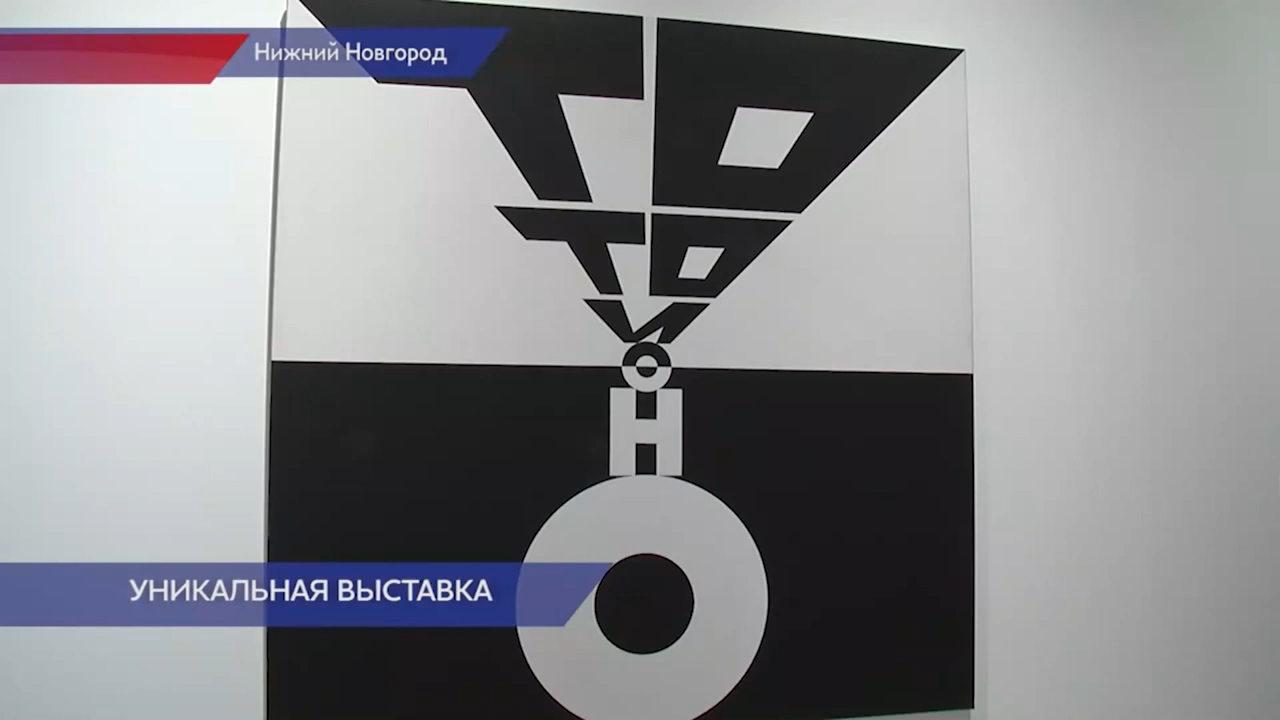 Нижний Новгород
ТО
ТО
И
О
Н
О
УНИКАЛЬНАЯ ВЫСТАВКА